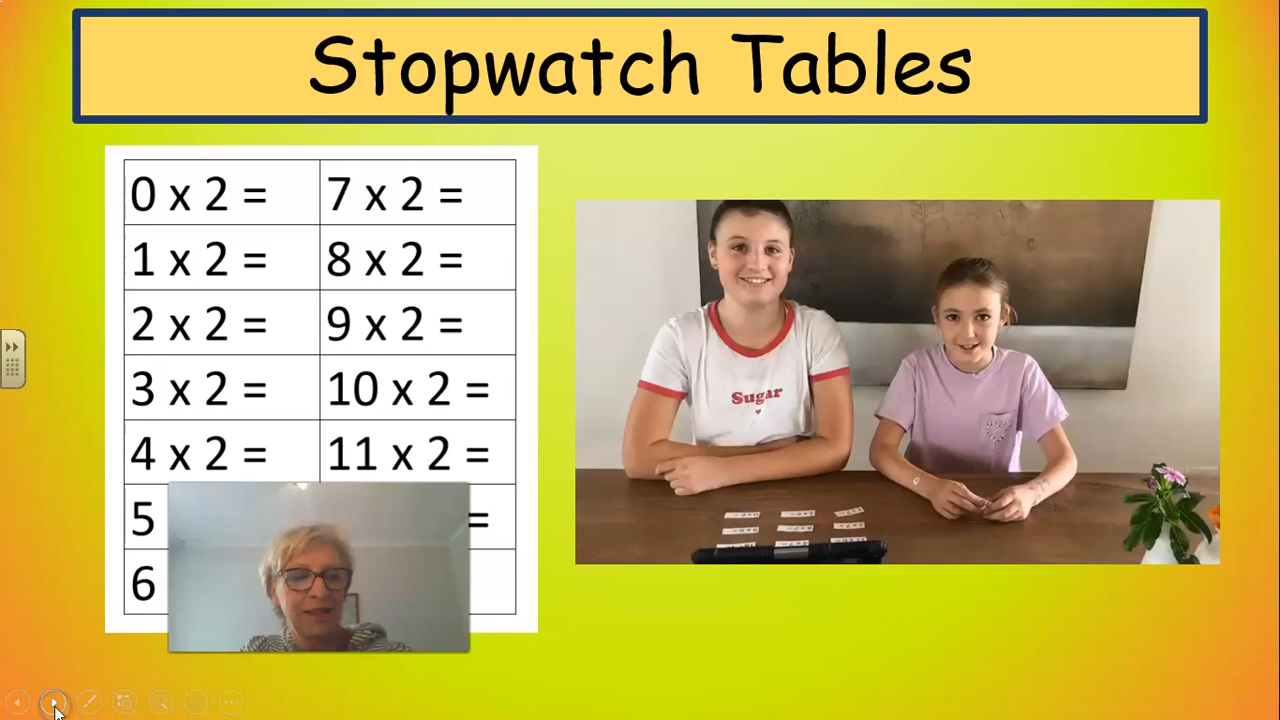 Stopwatch Tables
0 x 2 =
7 x 2 =
1 x 2 =
8 x 2 =
2 x 2 =
9 x 2 =
3 x 2 =
10 x 2 =
4 x 2 =
11 x 2 =
5
=
6
Sugar